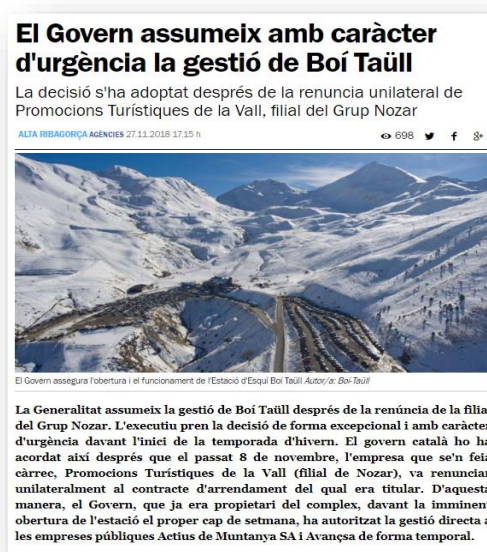 El Govern assumeix amb caràcter
d'urgència la gestió de Boí Taüll
La decisió s'ha adoptat després de la renuncia unilateral de
Promocions Turístiques de la Vall, filial del Grup Nozar
ALTA RIBAGORÇA AGÈNCIES 27.11.2018 17.15 h
698
El Govern assegura l'obertura i el funcionament de l'Estació d'Esquí Boí Taüll Autor/a: Boi-Taüll
La Generalitat assumeix la gestió de Boí Taüll després de la renúncia de la filia
del Grup Nozar. L'executiu pren la decisió de forma excepcional i amb caràcter
d'urgència davant l'inici de la temporada d'hivern. El govern català ho ha
acordat així després que el passat 8 de novembre, l'empresa que se'n feia
càrrec, Promocions Turístiques de la Vall (filial de Nozar), va renunciar
unilateralment al contracte d'arrendament del qual era titular. D'aquesta
manera, el Govern, que ja era propietari del complex, davant la imminent
obertura de l'estació el proper cap de setmana, ha autoritzat la gestió directa a
les empreses públiques Actius de Muntanya SA i Avançsa de forma temporal.